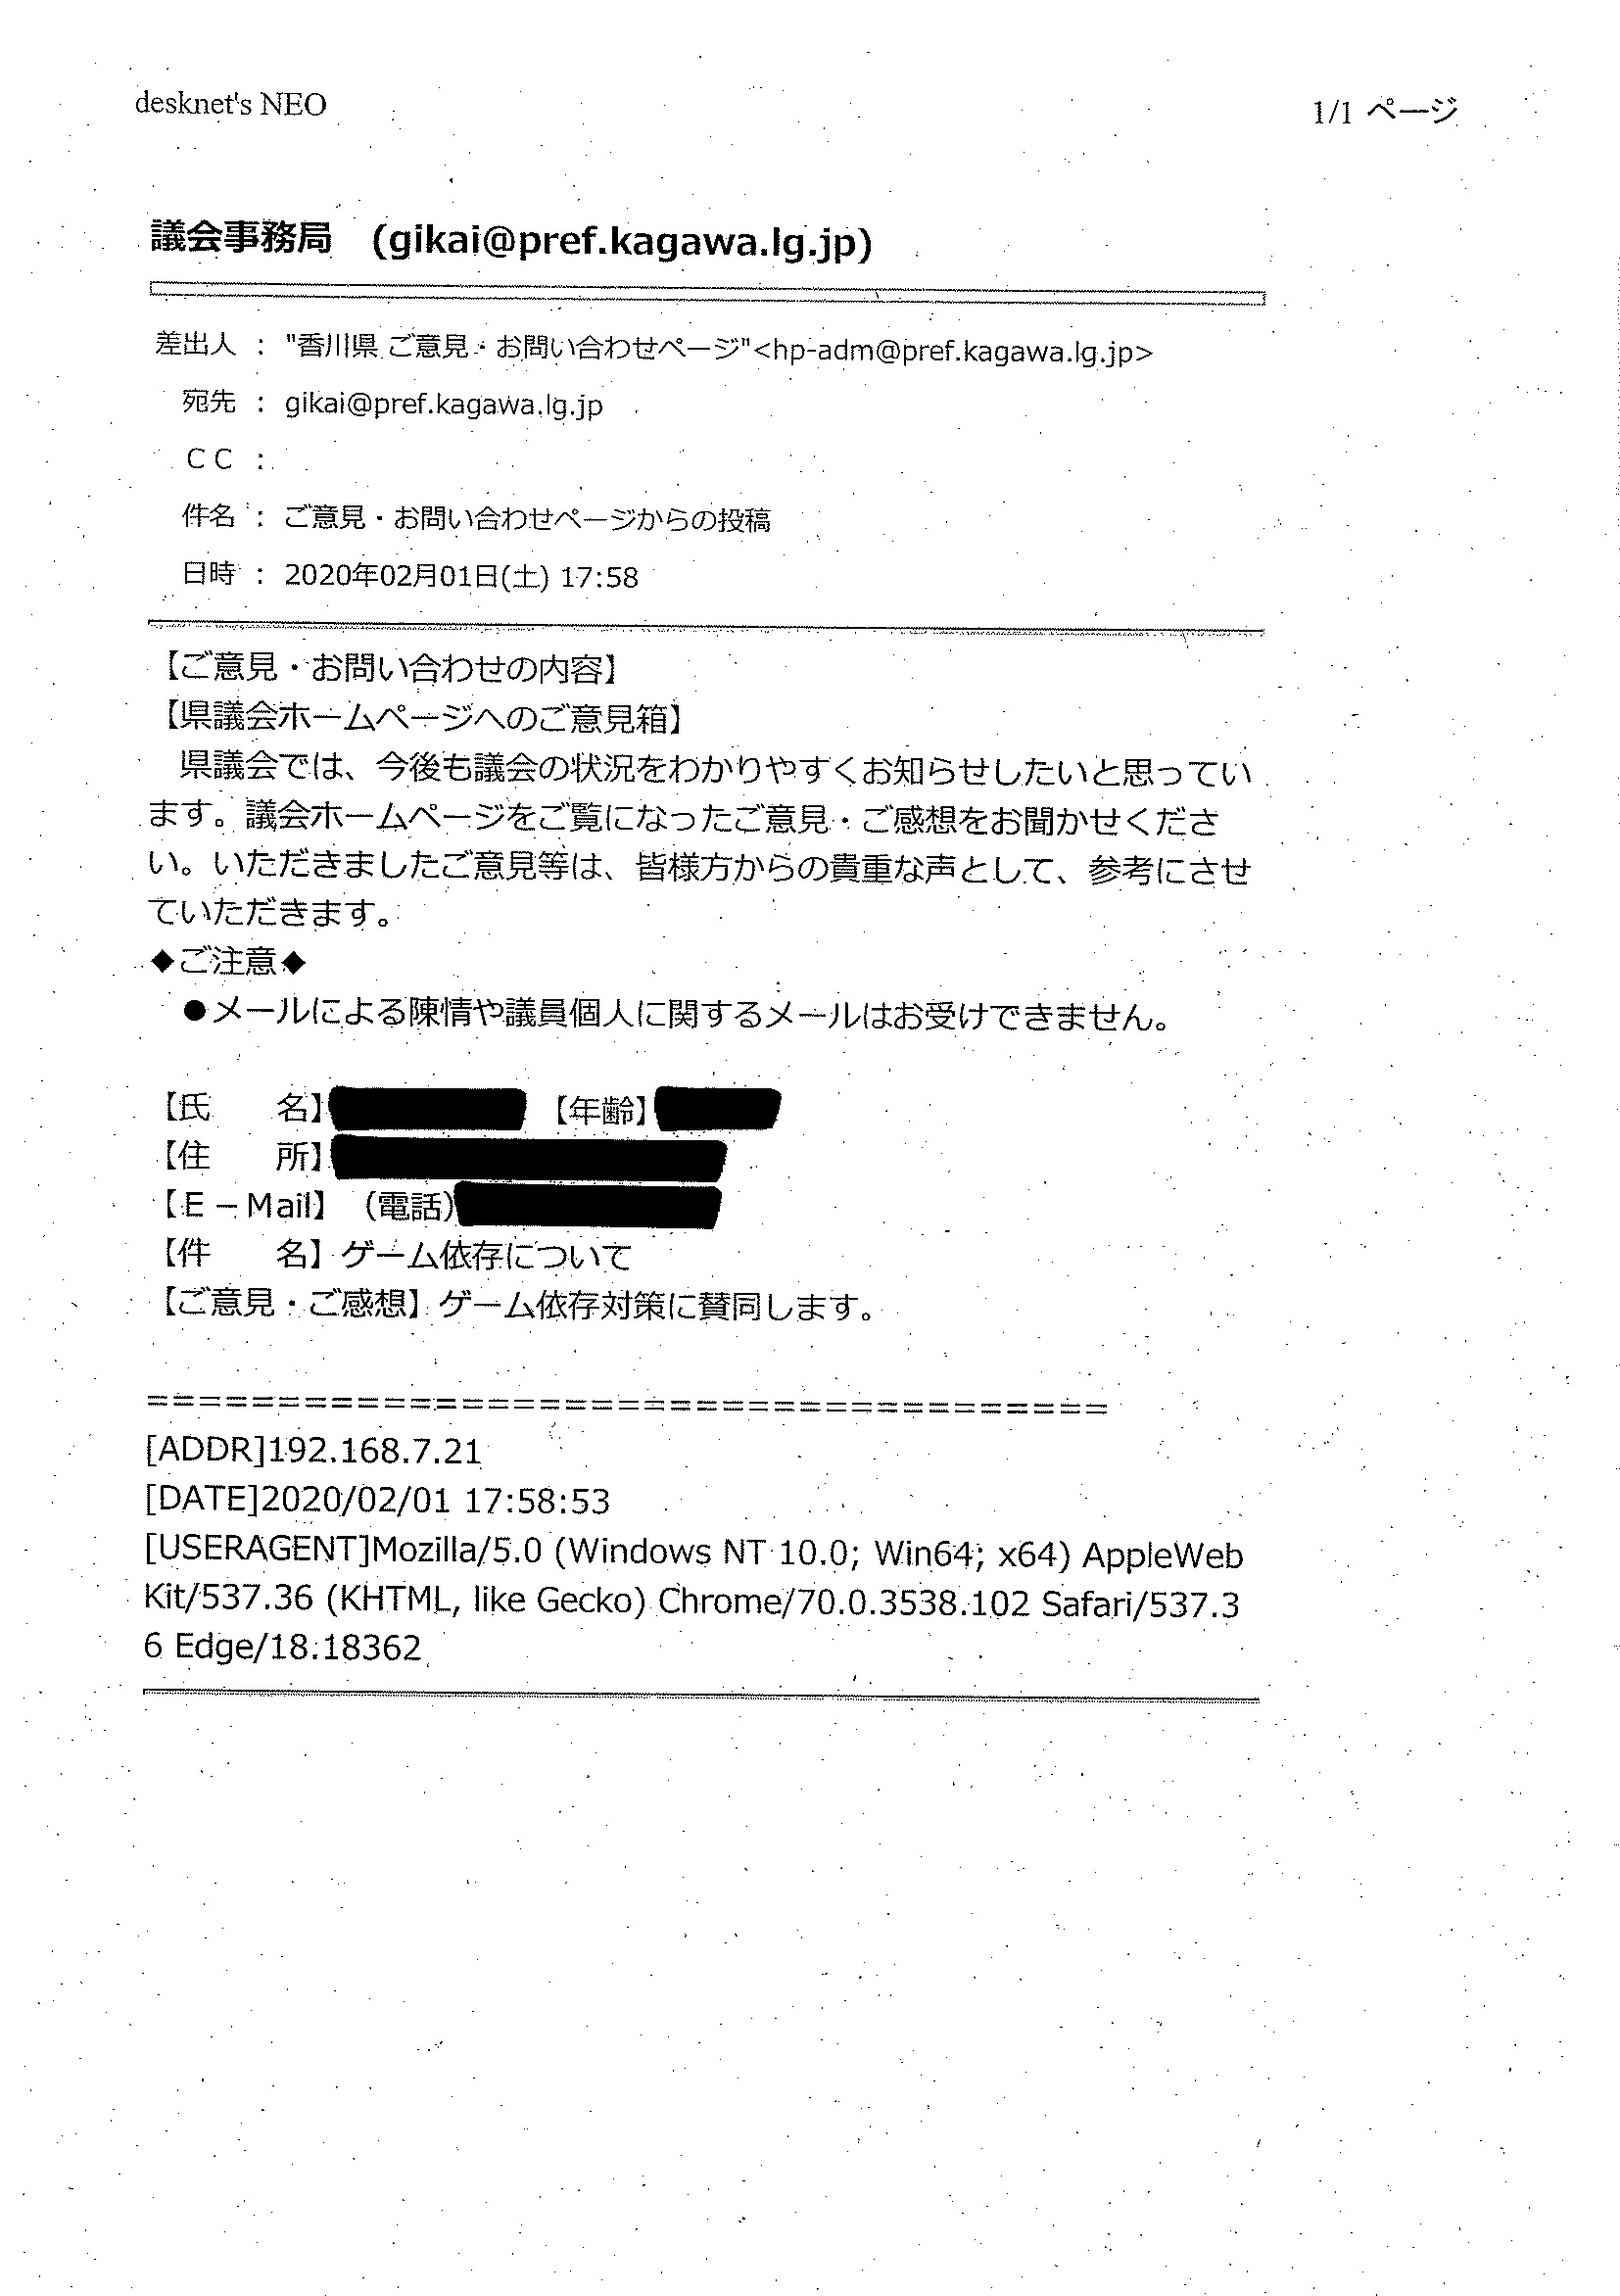 desknet's NEO
1/1 ページ
議会事務局　(gikai@pref.kagawa.lg.jp)
差出人 ： "香川県 ご意見・お問い合わせページ"<hp-adm@pref.kagawa.lg.jp>
宛先 ： gikai@pref.kagawa.lg.jp
ＣＣ ：
件名 ： ご意見・お問い合わせページからの投稿
日時 ： 2020年02月01日(土) 17:58
【ご意見・お問い合わせの内容】
【県議会ホームページへのご意見箱】
　県議会では、今後も議会の状況をわかりやすくお知らせしたいと思ってい
ます。議会ホームページをご覧になったご意見・ご感想をお聞かせくださ
い。いただきましたご意見等は、皆様方からの貴重な声として、参考にさせ
ていただきます。
◆ご注意◆
　●メールによる陳情や議員個人に関するメールはお受けできません。
【氏　　名】　【年齢】
【住　　所】
【Ｅ－Mail】（電話）
【件　　名】ゲーム依存について
【ご意見・ご感想】ゲーム依存対策に賛同します。
=====================================
[ADDR]192.168.7.21
[DATE]2020/02/01 17:58:53
[USERAGENT]Mozilla/5.0 (Windows NT 10.0; Win64; x64) AppleWeb
Kit/537.36 (KHTML, like Gecko) Chrome/70.0.3538.102 Safari/537.3
6 Edge/18.18362